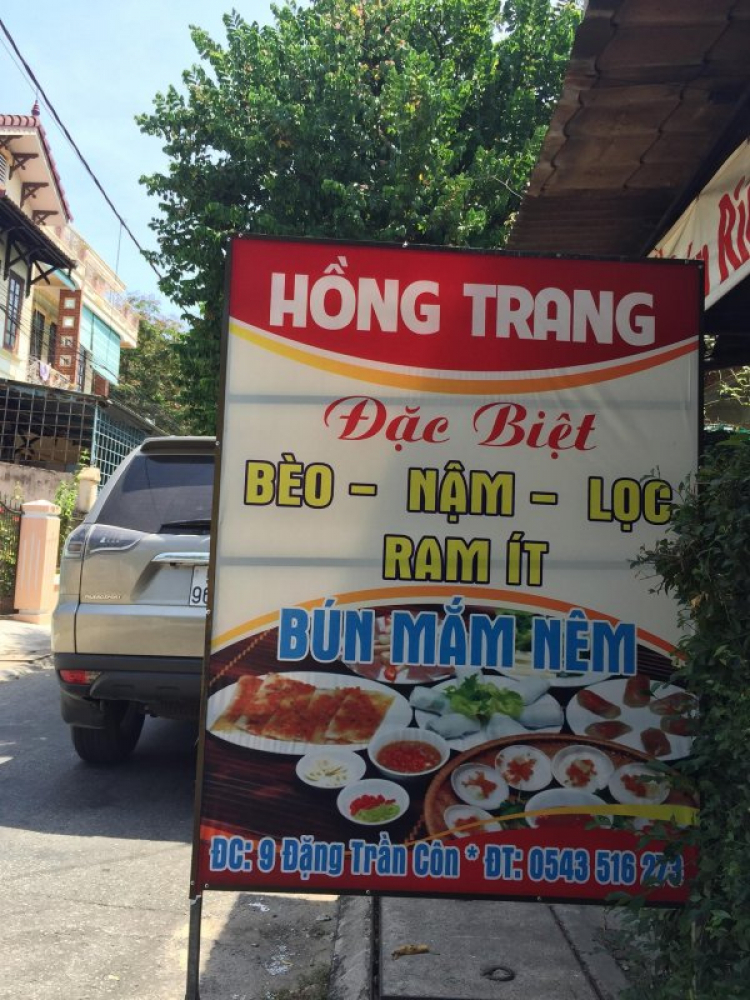 HỒNG TRANG
Đặc Biệt
BÈO - NẬM - LỌC
RAM ÍT
BÚN MẮM NÊM
ĐC: 9 Đặng Trần Côn * ĐT: 0543 516 273
96